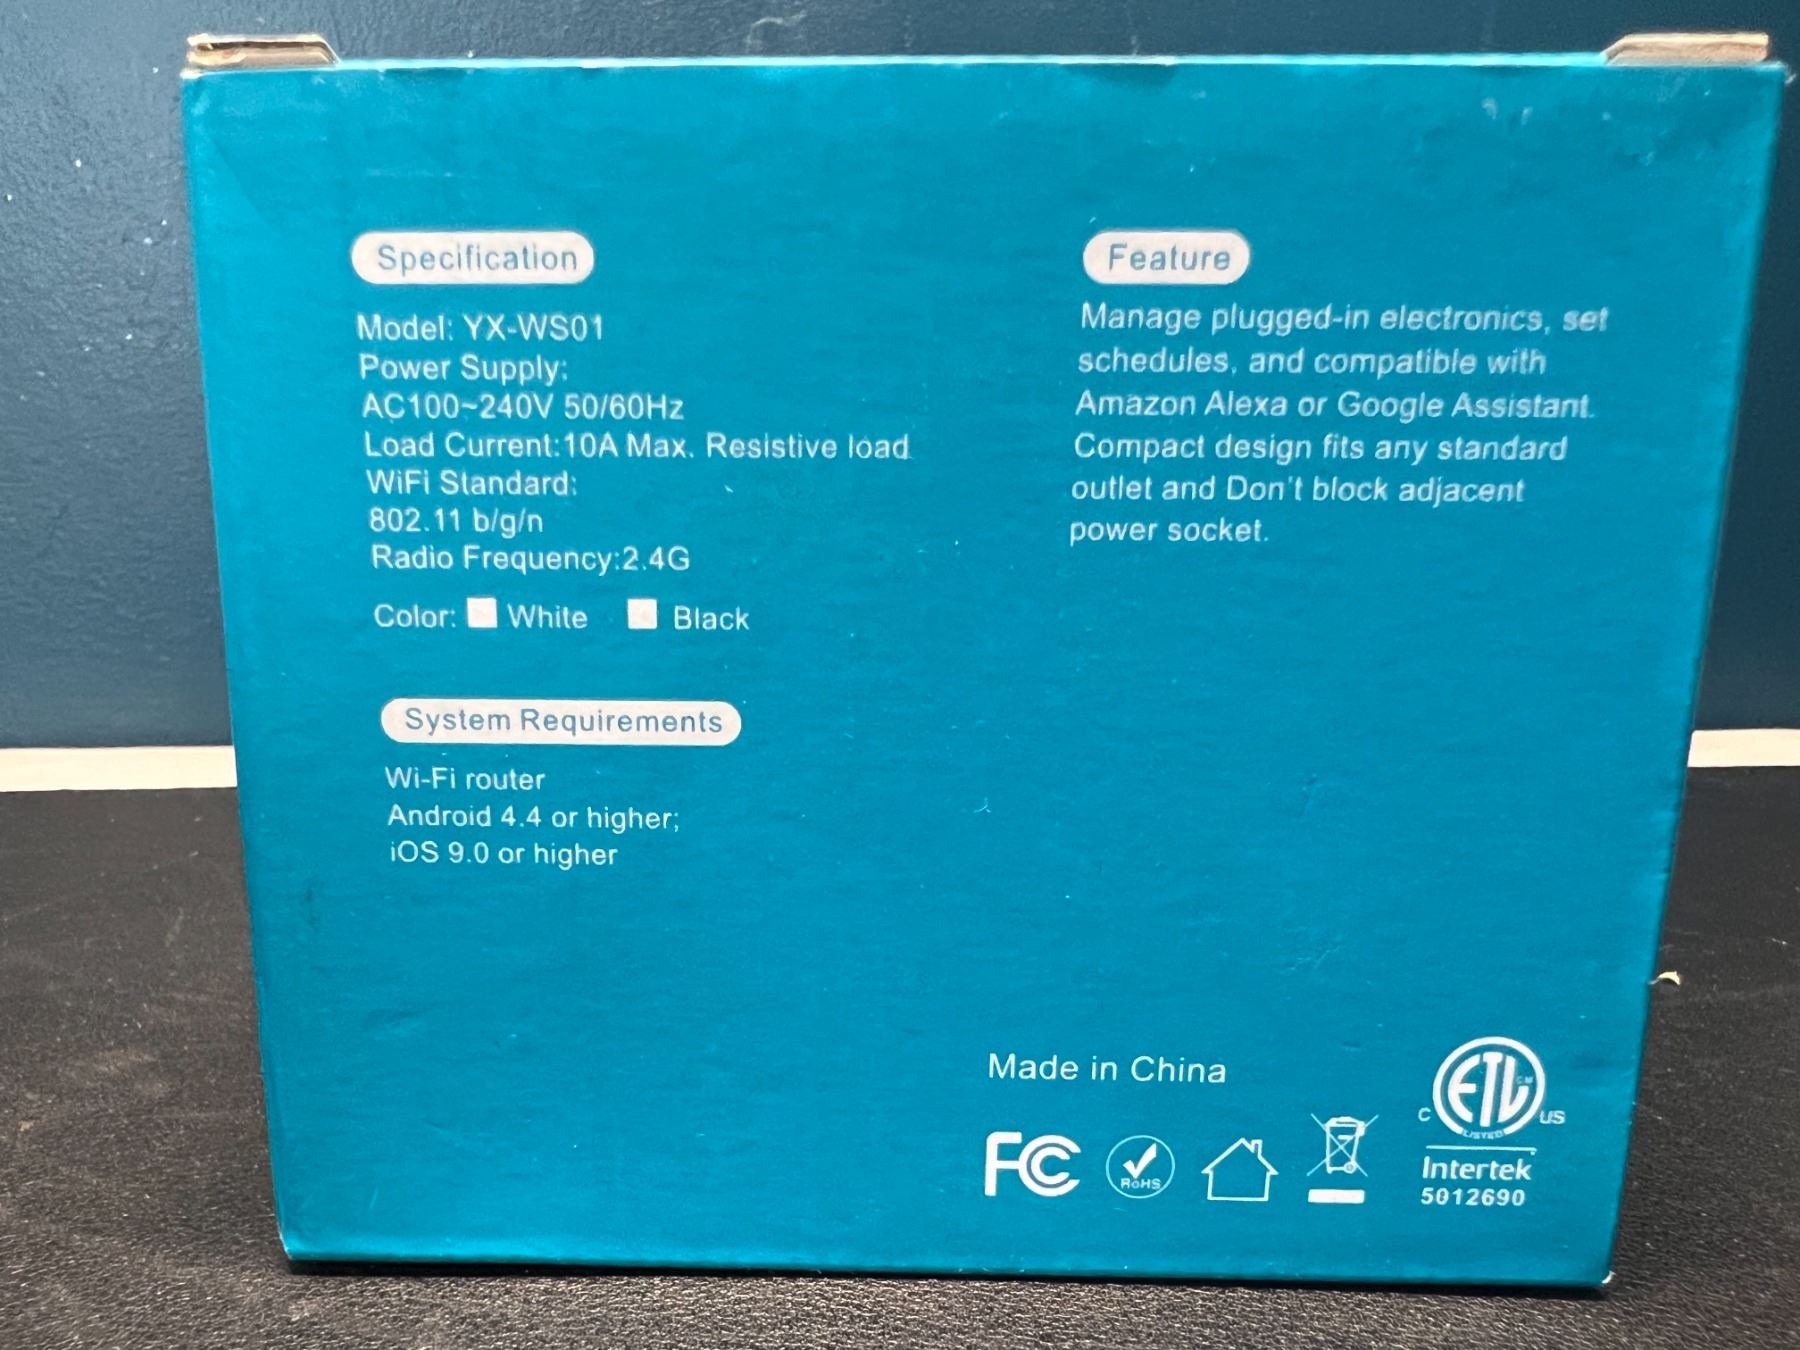 Specification
Model: YX-WS01
Power Supply:
AC100~240V 50/60Hz
Load Current:10A Max. Resistive load
WiFi Standard:
802.11 b/g/n
Radio Frequency:2.4G
Color: White Black
System Requirements
Wi-Fi router
Android 4.4 or higher;
iOS 9.0 or higher
Feature
Manage plugged-in electronics, set
schedules, and compatible with
Amazon Alexa or Google Assistant.
Compact design fits any standard
outlet and Don't block adjacent
power socket.
Made in China
FC
RoHS
ETL CM
C US
LISTED
Intertek
5012690